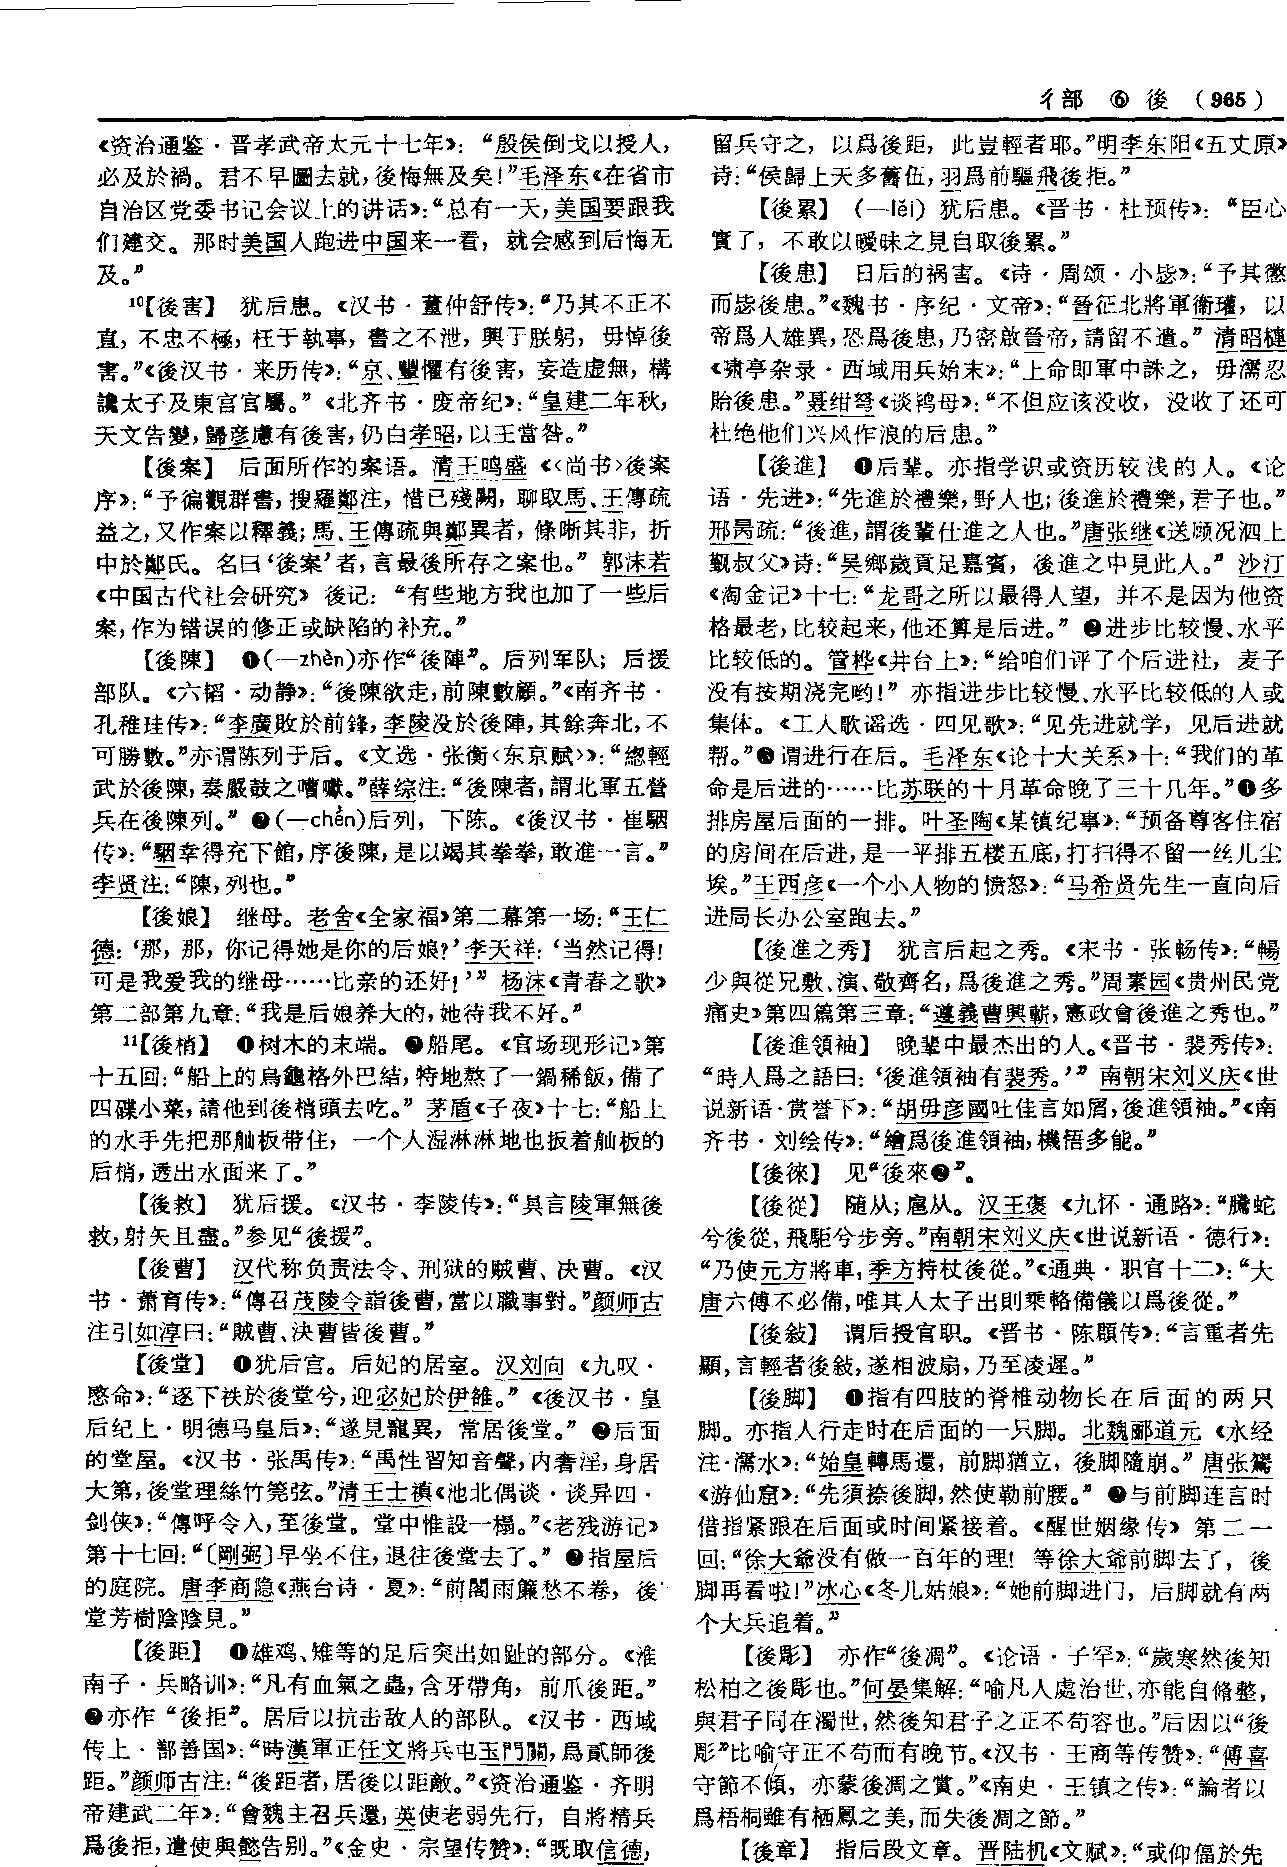 彳部 ⑥ 後 （965）
《资治通鉴·晋孝武帝太元十七年》：“殷侯倒戈以授人，
必及於禍。君不早圖去就，後悔無及矣！”毛泽东《在省市
自治区党委书记会议上的讲话》：“总有一天，美国要跟我
们建交。那时美国人跑进中国来一看，就会感到后悔无
及。”
10【後害】 犹后患。《汉书·董仲舒传》：“乃其不正不
直，不忠不極，枉于執事，書之不泄，興于朕躬，毋悼後
害。”《後汉书·来历传》：“京、豐懼有後害，妄造虚無，構
讒太子及東宫官屬。”《北齐书·废帝纪》：“皇建二年秋，
天文告變，歸彦慮有後害，仍白孝昭，以王當咎。”
【後案】 后面所作的案语。清王鸣盛《〈尚书〉後案
序》：“予徧觀群書，搜羅鄭注，惜已殘闕，聊取馬、王傳疏
益之，又作案以釋義；馬、王傳疏與鄭異者，條晰其非，折
中於鄭氏。名曰‘後案’者，言最後所存之案也。”郭沫若
《中国古代社会研究》後记：“有些地方我也加了一些后
案，作为错误的修正或缺陷的补充。”
【後陳】 ❶(—zhèn)亦作“後陣”。后列军队；后援
部队。《六韬·动静》：“後陳欲走，前陳數顧。”《南齐书·
孔稚珪传》：“李廣敗於前鋒，李陵没於後陣，其餘奔北，不
可勝數。”亦谓陈列于后。《文选·张衡〈东京赋〉》：“緫輕
武於後陳，奏嚴鼓之嘈囐。”薛综注：“後陳者，謂北軍五營
兵在後陳列。”❷(—chén)后列，下陈。《後汉书·崔駰
传》：“駰幸得充下館，序後陳，是以竭其拳拳，敢進一言。”
李贤注：“陳，列也。”
【後娘】 继母。老舍《全家福》第二幕第一场：“王仁
德：‘那，那，你记得她是你的后娘？’李天祥：‘当然记得！
可是我爱我的继母……比亲的还好！’”杨沫《青春之歌》
第二部第九章：“我是后娘养大的，她待我不好。”
11【後梢】 ❶树木的末端。❷船尾。《官场现形记》第
十五回：“船上的烏龜格外巴結，特地熬了一鍋稀飯，備了
四碟小菜，請他到後梢頭去吃。”茅盾《子夜》十七：“船上
的水手先把那舢板带住，一个人湿淋淋地也扳着舢板的
后梢，透出水面来了。”
【後救】 犹后援。《汉书·李陵传》：“具言陵軍無後
救，射矢且盡。”参见“後援”。
【後曹】 汉代称负责法令、刑狱的贼曹、决曹。《汉
书·萧育传》：“傳召茂陵令詣後曹，當以職事對。”颜师古
注引如淳曰：“賊曹、決曹皆後曹。”
【後堂】 ❶犹后宫。后妃的居室。汉刘向《九叹·
愍命》：“逐下袟於後堂兮，迎宓妃於伊雒。”《後汉书·皇
后纪上·明德马皇后》：“遂見寵異，常居後堂。”❷后面
的堂屋。《汉书·张禹传》：“禹性習知音聲，内奢淫，身居
大第，後堂理絲竹筦弦。”清王士禛《池北偶谈·谈异四·
剑侠》：“傳呼令入，至後堂。堂中惟設一榻。”《老残游记》
第十七回：“〔剛弼〕早坐不住，退往後堂去了。”❸指屋后
的庭院。唐李商隐《燕台诗·夏》：“前閣雨簾愁不卷，後
堂芳樹陰陰見。”
【後距】 ❶雄鸡、雉等的足后突出如趾的部分。《淮
南子·兵略训》：“凡有血氣之蟲，含牙帶角，前爪後距。”
❷亦作“後拒”。居后以抗击敌人的部队。《汉书·西域
传上·鄯善国》：“時漢軍正任文將兵屯玉門關，爲貳師後
距。”颜师古注：“後距者，居後以距敵。”《资治通鉴·齐明
帝建武二年》：“會魏主召兵還，英使老弱先行，自將精兵
爲後拒，遣使與懿告别。”《金史·宗望传赞》：“既取信德，
留兵守之，以爲後距，此豈輕者耶。”明李东阳《五丈原》
诗：“侯歸上天多舊伍，羽爲前驅飛後拒。”
【後累】 (—lěi) 犹后患。《晋书·杜预传》：“臣心
實了，不敢以曖昧之見自取後累。”
【後患】 日后的祸害。《诗·周颂·小毖》：“予其懲
而毖後患。”《魏书·序纪·文帝》：“晉征北將軍衛瓘，以
帝爲人雄異，恐爲後患，乃密啟晉帝，請留不遣。”清昭槤
《啸亭杂录·西域用兵始末》：“上命即軍中誅之，毋濡忍
貽後患。”聂绀弩《谈鸨母》：“不但应该没收，没收了还可
杜绝他们兴风作浪的后患。”
【後進】 ❶后辈。亦指学识或资历较浅的人。《论
语·先进》：“先進於禮樂，野人也；後進於禮樂，君子也。”
邢昺疏：“後進，謂後輩仕進之人也。”唐张继《送顾况泗上
觐叔父》诗：“吴鄉歲貢足嘉賓，後進之中見此人。”沙汀
《淘金记》十七：“龙哥之所以最得人望，并不是因为他资
格最老，比较起来，他还算是后进。”❷进步比较慢、水平
比较低的。管桦《井台上》：“给咱们评了个后进社，麦子
没有按期浇完哟！”亦指进步比较慢、水平比较低的人或
集体。《工人歌谣选·四见歌》：“见先进就学，见后进就
帮。”❸谓进行在后。毛泽东《论十大关系》十：“我们的革
命是后进的……比苏联的十月革命晚了三十几年。”❹多
排房屋后面的一排。叶圣陶《某镇纪事》：“预备尊客住宿
的房间在后进，是一平排五楼五底，打扫得不留一丝儿尘
埃。”王西彦《一个小人物的愤怒》：“马希贤先生一直向后
进局长办公室跑去。”
【後進之秀】 犹言后起之秀。《宋书·张畅传》：“暢
少與從兄敷、演、敬齊名，爲後進之秀。”周素园《贵州民党
痛史》第四篇第三章：“遵義曹興斬，憲政會後進之秀也。”
【後進領袖】 晚辈中最杰出的人。《晋书·裴秀传》：
“時人爲之語曰：‘後進領袖有裴秀。’”南朝宋刘义庆《世
说新语·赏誉下》：“胡毋彦國吐佳言如屑，後進領袖。”《南
齐书·刘绘传》：“繪爲後進領袖，機悟多能。”
【後徠】 见“後來❷”。
【後從】 随从；扈从。汉王褒《九怀·通路》：“騰蛇
兮後從，飛駏兮步旁。”南朝宋刘义庆《世说新语·德行》：
“乃使元方將車，季方持杖後從。”《通典·职官十二》：“大
唐六傅不必備，唯其人太子出則乘輅備儀以爲後從。”
【後敍】 谓后授官职。《晋书·陈頵传》：“言重者先
顯，言輕者後敍，遂相波扇，乃至凌遲。”
【後脚】 ❶指有四肢的脊椎动物长在后面的两只
脚。亦指人行走时在后面的一只脚。北魏郦道元《水经
注·濡水》：“始皇轉馬還，前脚猶立，後脚隨崩。”唐张鷟
《游仙窟》：“先須捺後脚，然使勒前腰。”❷与前脚连言时
借指紧跟在后面或时间紧接着。《醒世姻缘传》第二一
回：“徐大爺没有做一百年的理！等徐大爺前脚去了，後
脚再看啦！”冰心《冬儿姑娘》：“她前脚进门，后脚就有两
个大兵追着。”
【後彫】 亦作“後凋”。《论语·子罕》：“歲寒然後知
松柏之後彫也。”何晏集解：“喻凡人處治世，亦能自脩整，
與君子同在濁世，然後知君子之正不苟容也。”后因以“後
彫”比喻守正不苟而有晚节。《汉书·王商等传赞》：“傅喜
守節不傾，亦蒙後凋之賞。”《南史·王镇之传》：“論者以
爲梧桐雖有栖鳳之美，而失後凋之節。”
【後章】 指后段文章。晋陆机《文赋》：“或仰偪於先